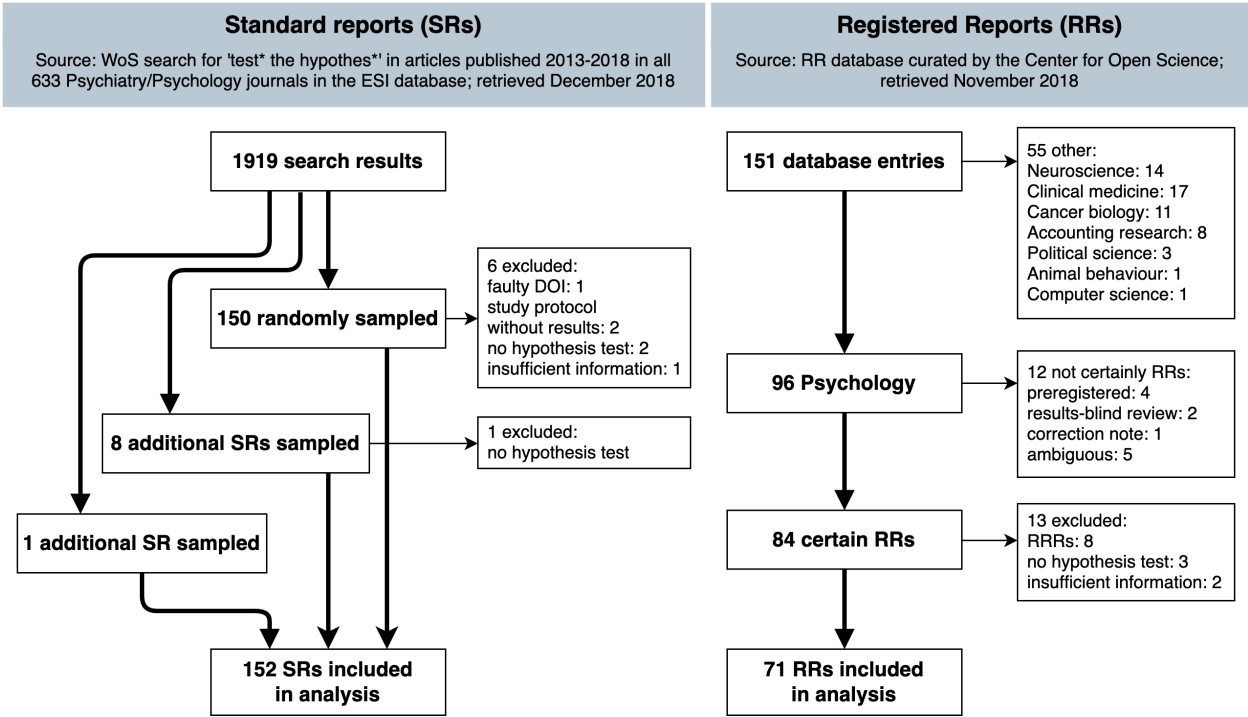 Standard reports (SRs)
Source: WoS search for 'test* the hypothes*' in articles published 2013-2018 in all
633 Psychiatry/Psychology journals in the ESI database; retrieved December 2018
1919 search results
150 randomly sampled
6 excluded:
faulty DOI: 1
study protocol
without results: 2
no hypothesis test: 2
insufficient information: 1
8 additional SRs sampled
1 excluded:
no hypothesis test
1 additional SR sampled
152 SRs included
in analysis
Registered Reports (RRs)
Source: RR database curated by the Center for Open Science;
retrieved November 2018
151 database entries
55 other:
Neuroscience: 14
Clinical medicine: 17
Cancer biology: 11
Accounting research: 8
Political science: 3
Animal behaviour: 1
Computer science: 1
96 Psychology
12 not certainly RRs:
preregistered: 4
results-blind review: 2
correction note: 1
ambiguous: 5
84 certain RRs
13 excluded:
RRRs: 8
no hypothesis test: 3
insufficient information: 2
71 RRs included
in analysis